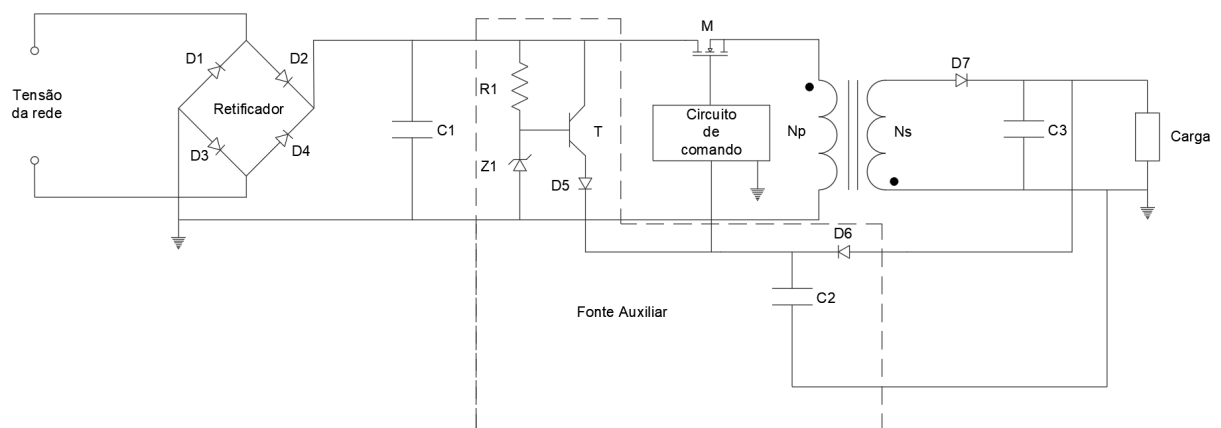 M
D1
D2
D7
Tensão
da rede
Retificador
R1
C1
T
Circuito
de
comando
Np
Ns
C3
Carga
D3
D4
Z1
D5
D6
C2
Fonte Auxiliar